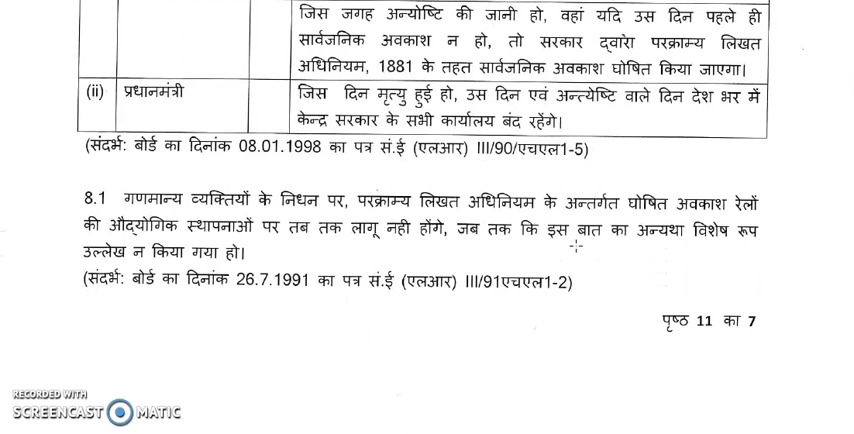 जिस जगह अन्योष्टि की जानी हो, वहां यदि उस दिन पहले ही
सार्वजनिक अवकाश न हो, तो सरकार द्वारा परक्राम्य लिखत
अधिनियम, 1881 के तहत सार्वजनिक अवकाश घोषित किया जाएगा।
(ii) प्रधानमंत्री जिस दिन मृत्यु हुई हो, उस दिन एवं अन्त्येष्टि वाले दिन देश भर में
केन्द्र सरकार के सभी कार्यालय बंद रहेंगे।
(संदर्भ: बोर्ड का दिनांक 08.01.1998 का पत्र सं.ई (एलआर) III/90/एचएल1-5)
8.1 गणमान्य व्यक्तियों के निधन पर, परक्राम्य लिखत अधिनियम के अन्तर्गत घोषित अवकाश रेलों
की औद्योगिक स्थापनाओं पर तब तक लागू नही होंगे, जब तक कि इस बात का अन्यथा विशेष रूप
उल्लेख न किया गया हो।
(संदर्भ: बोर्ड का दिनांक 26.7.1991 का पत्र सं.ई (एलआर) III/91एचएल1-2)
पृष्ठ 11 का 7
RECORDED WITH
SCREENCAST MATIC